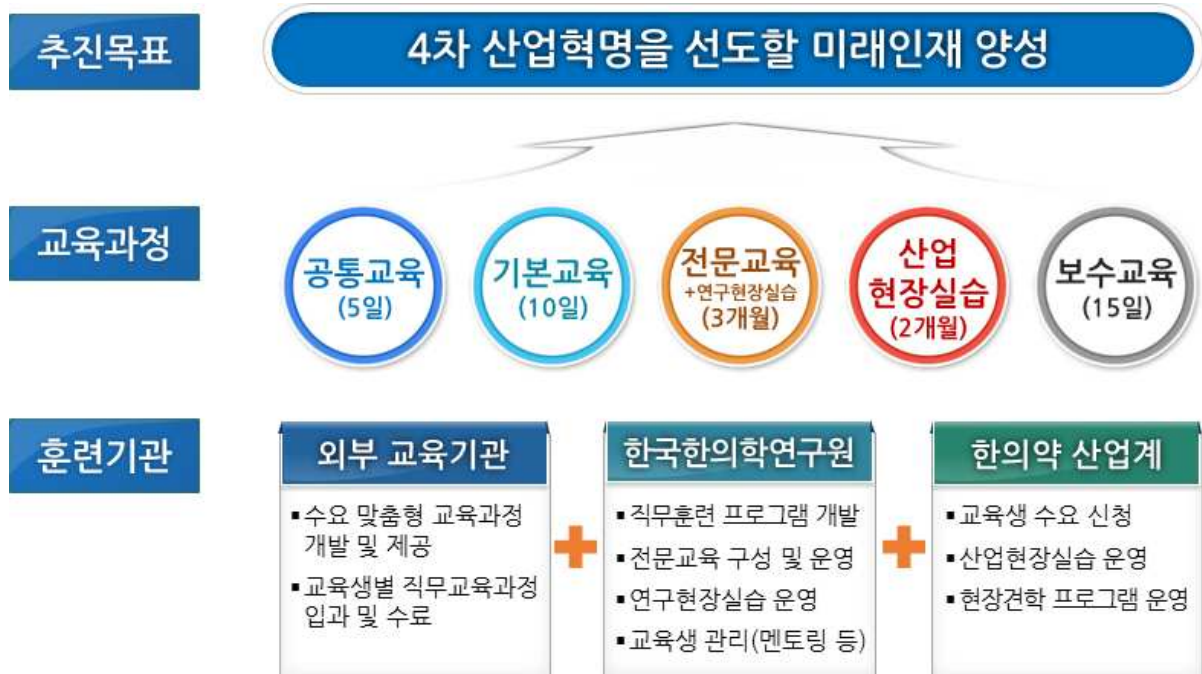 추진목표
4차 산업혁명을 선도할 미래인재 양성
교육과정
공통교육
(5일)
기본교육
(10일)
전문교육
+연구현장실습
(3개월)
산업
현장실습
(2개월)
보수교육
(15일)
훈련기관
외부 교육기관
▪수요 맞춤형 교육과정
개발 및 제공
▪교육생별 직무교육과정
입과 및 수료
한국한의학연구원
▪직무훈련 프로그램 개발
▪전문교육 구성 및 운영
▪연구현장실습 운영
▪교육생 관리(멘토링 등)
한의약 산업계
▪교육생 수요 신청
▪산업현장실습 운영
▪현장견학 프로그램 운영